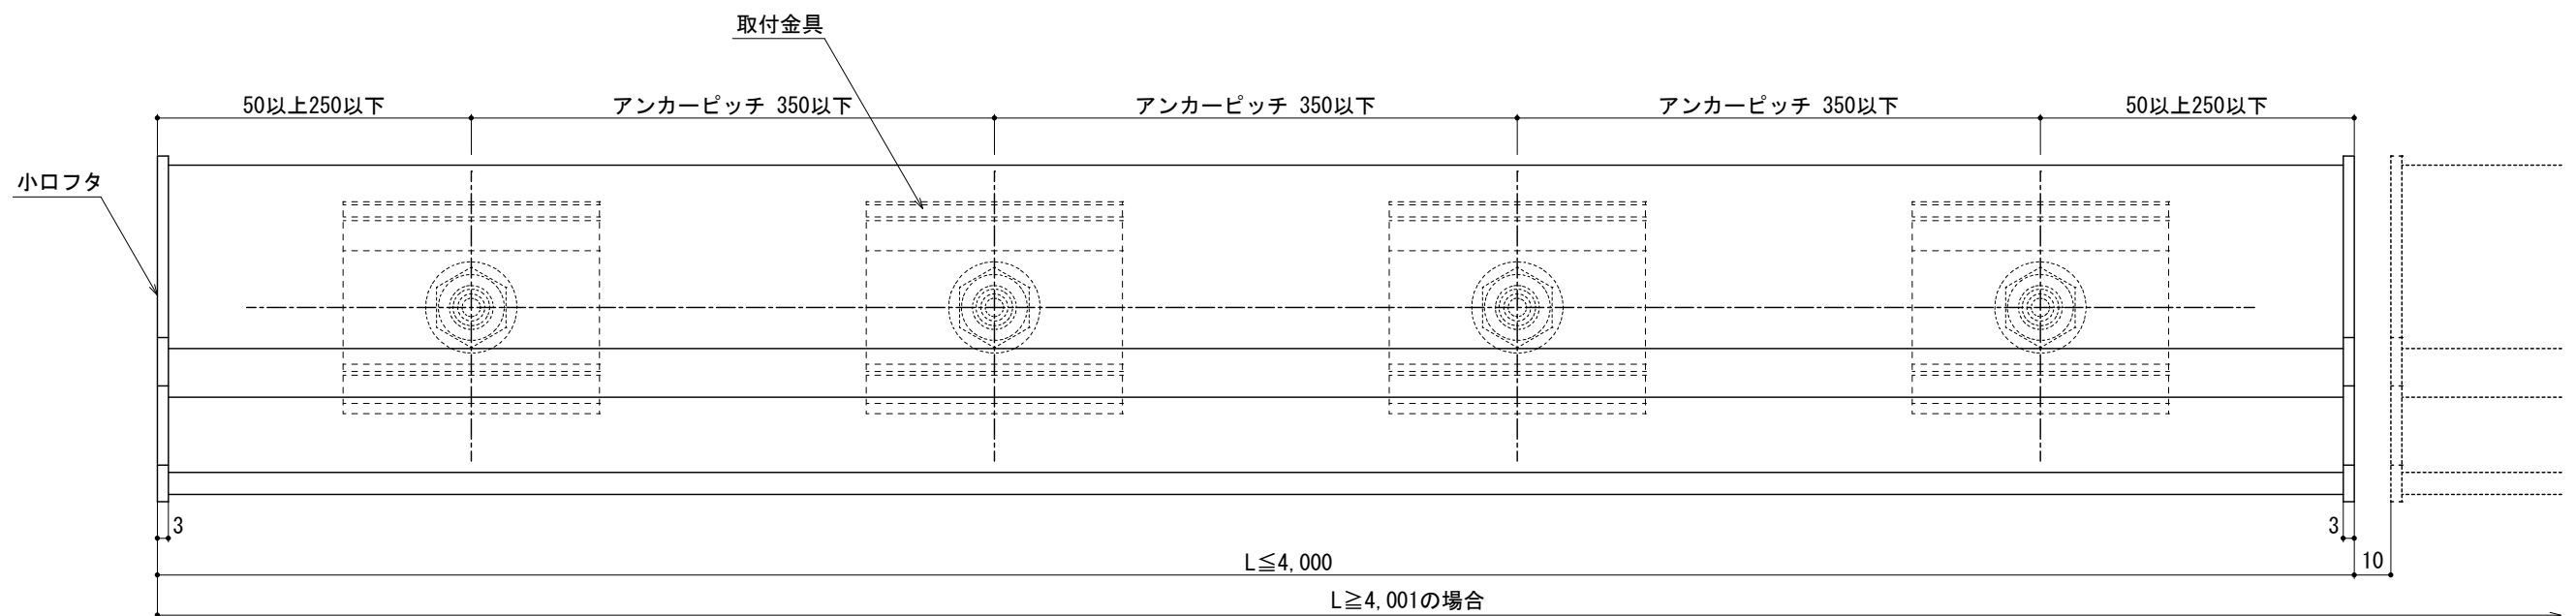 取付金具
50以上250以下
アンカーピッチ 350以下
アンカーピッチ 350以下
アンカーピッチ 350以下
50以上250以下
小口フタ
3
3
L≦4,000
10
L≧4,001の場合